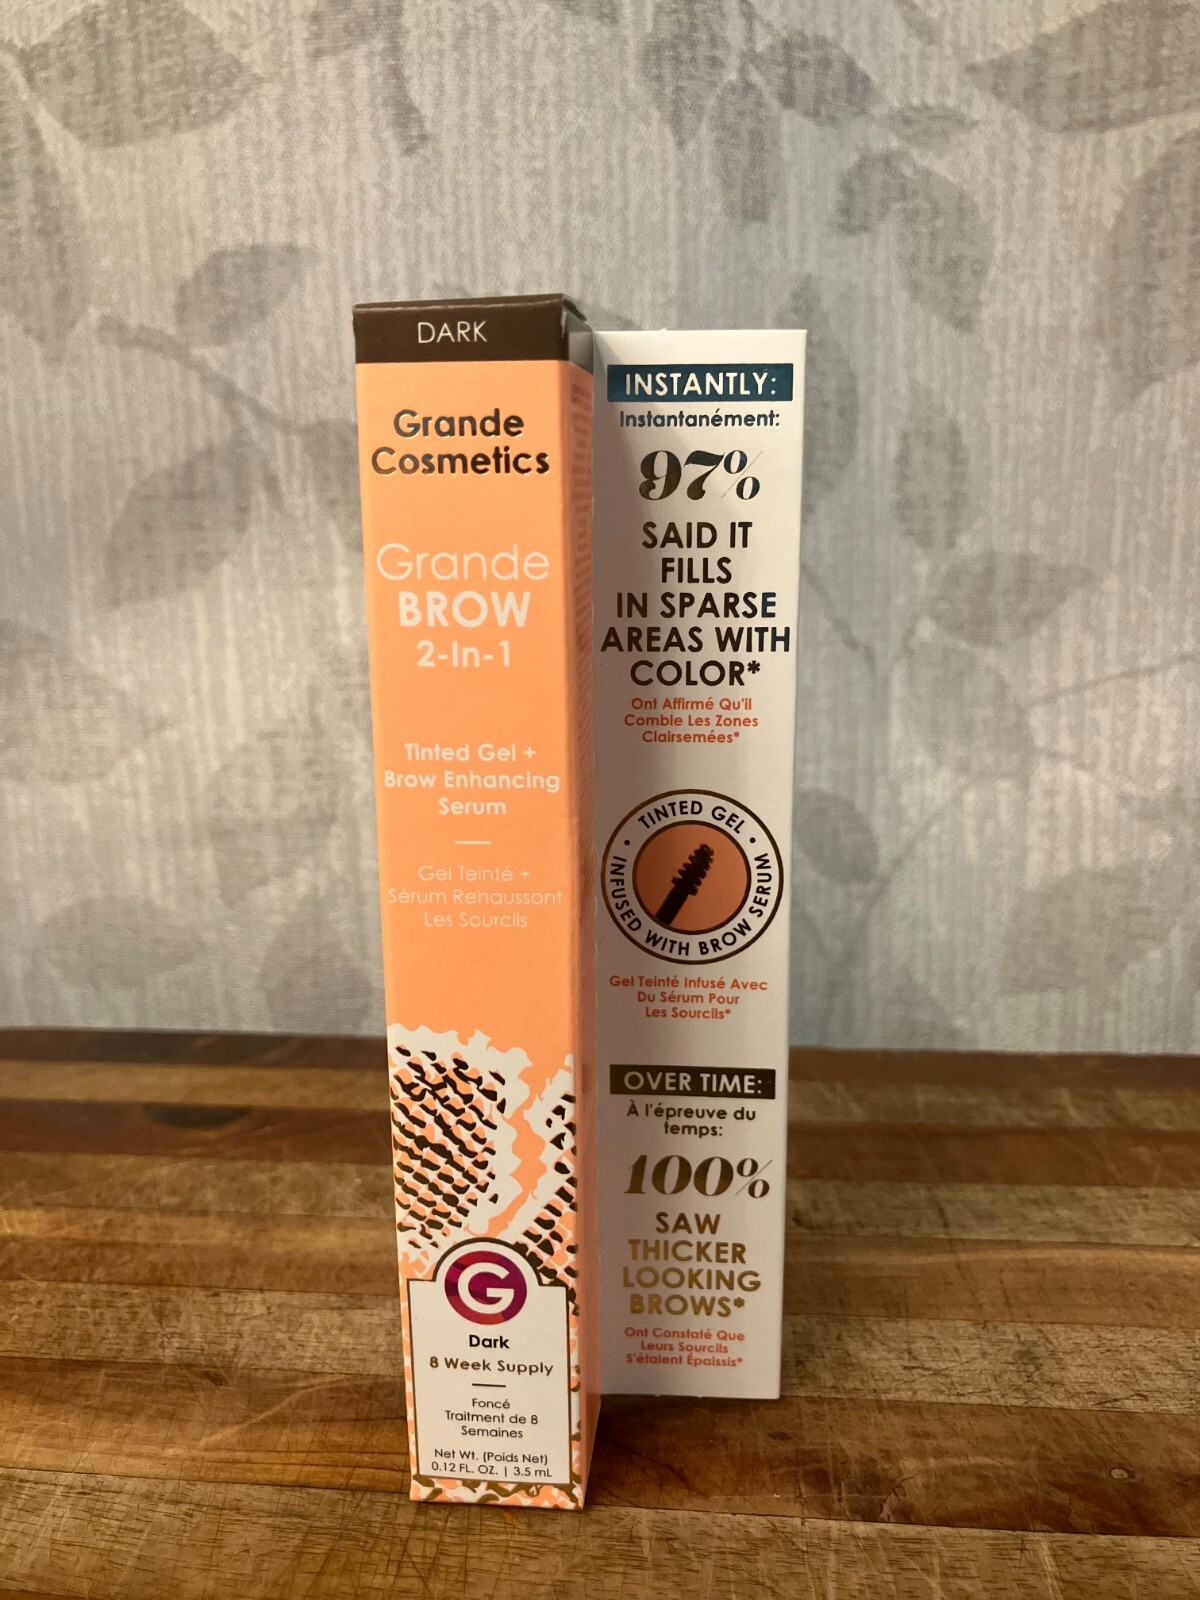 DARK
Grande
Cosmetics
Grande
BROW
2-In-1
Tinted Gel +
Brow Enhancing
Serum
Gel Teinté +
Sérum Rehaussant
Les Sourcils
G
Dark
8 Week Supply
Foncé
Traitment de 8
Semaines
Net Wt. (Poids Net)
0.12 FL. OZ. | 3.5 mL
INSTANTLY:
Instantanément:
97%
SAID IT
FILLS
IN SPARSE
AREAS WITH
COLOR*
Ont Affirmé Qu'il
Comble Les Zones
Clairsemées*
• TINTED GEL •
INFUSED WITH BROW SERUM
Gel Teinté Infusé Avec
Du Sérum Pour
Les Sourcils*
OVER TIME:
À l'épreuve du
temps:
100%
SAW
THICKER
LOOKING
BROWS*
Ont Constaté Que
Leurs Sourcils
S'étaient Épaissis*